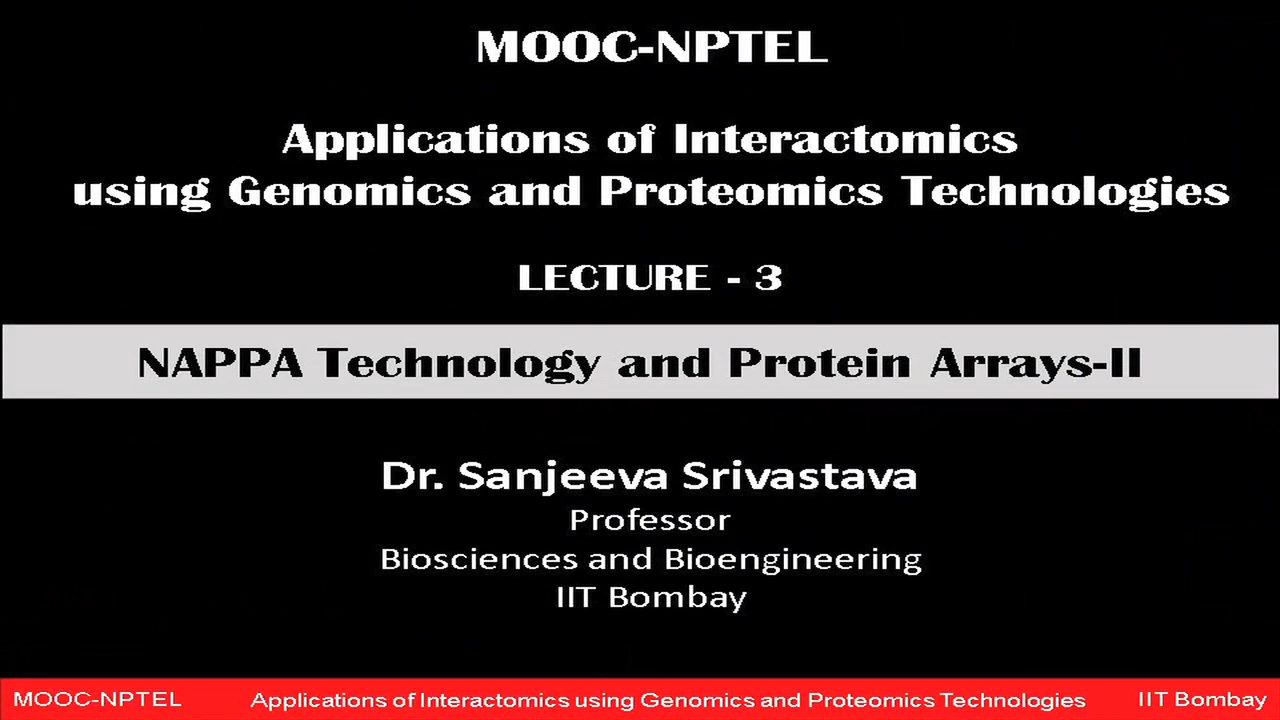 MOOC-NPTEL
Applications of Interactomics
using Genomics and Proteomics Technologies
LECTURE - 3
NAPPA Technology and Protein Arrays-II
Dr. Sanjeeva Srivastava
Professor
Biosciences and Bioengineering
IIT Bombay
MOOC-NPTEL Applications of Interactomics using Genomics and Proteomics Technologies IIT Bombay